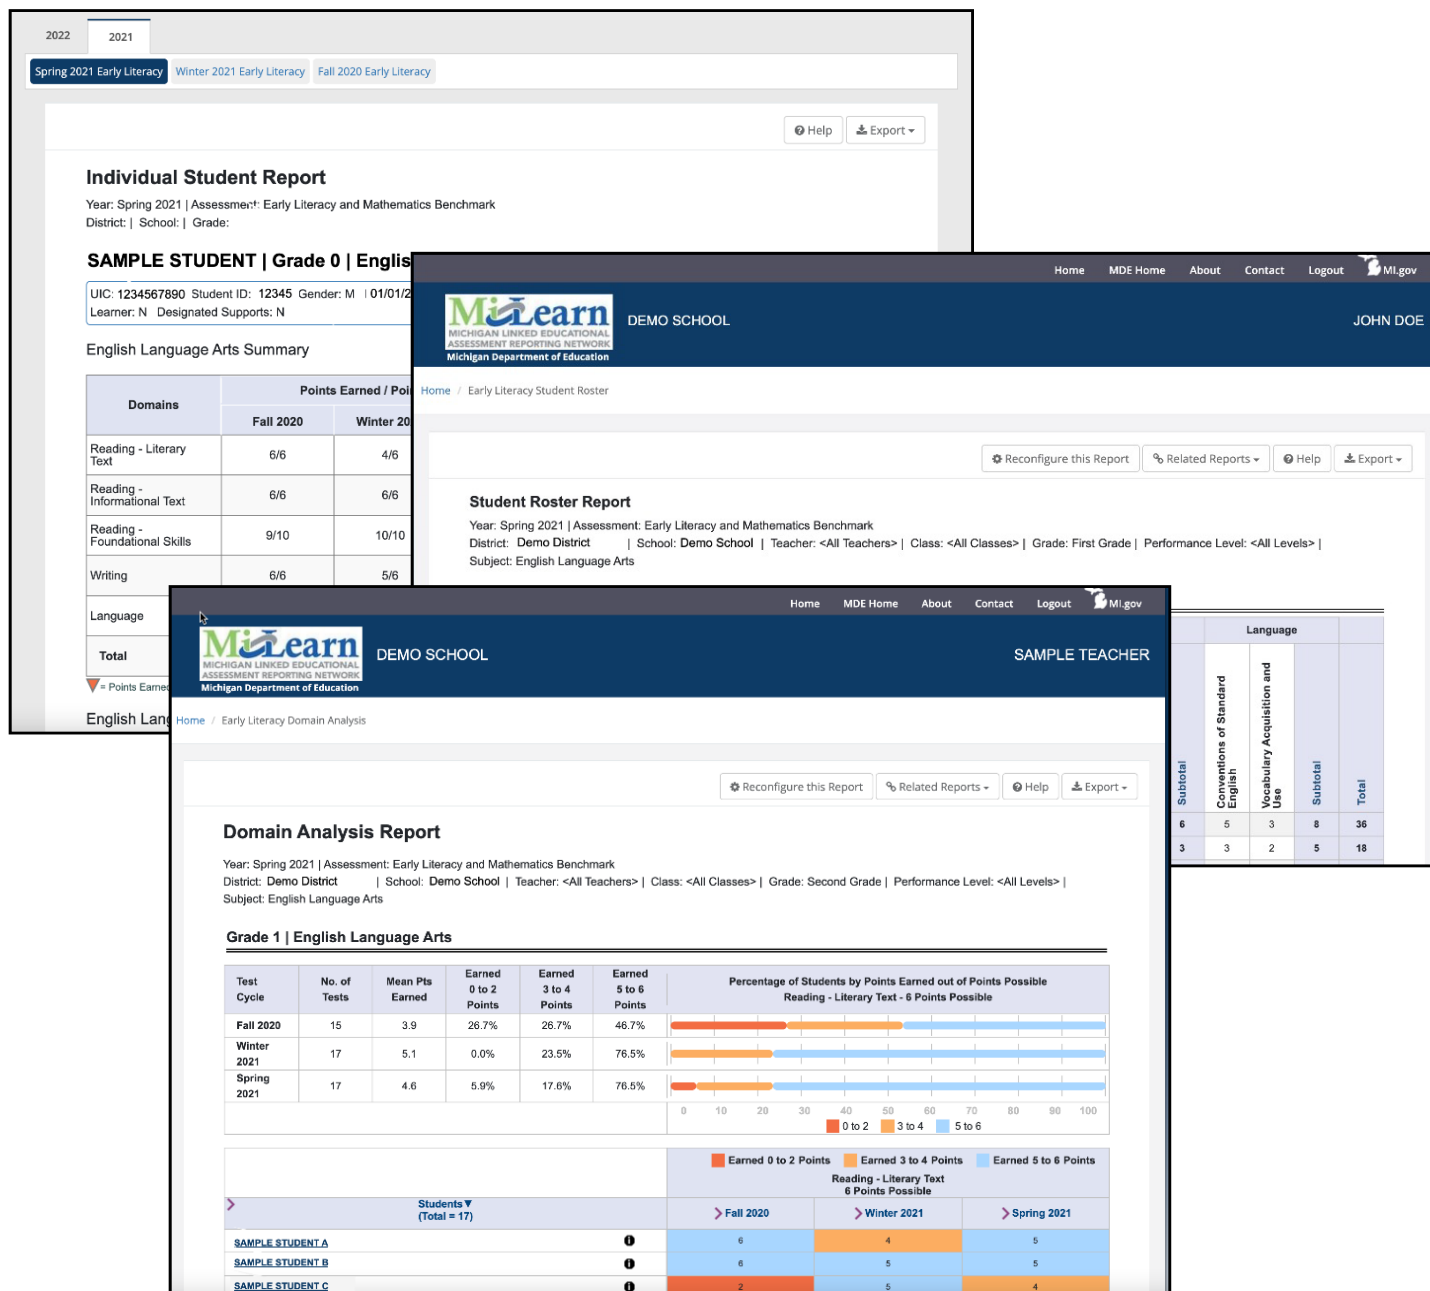 2022 2021
Spring 2021 Early Literacy Winter 2021 Early Literacy Fall 2020 Early Literacy
Help Export
Individual Student Report
Year: Spring 2021 | Assessment: Early Literacy and Mathematics Benchmark
District: | School: | Grade:
SAMPLE STUDENT | Grade 0 | Englis
UIC: 1234567890 Student ID: 12345 Gender: M | 01/01/2
Learner: N Designated Supports: N
English Language Arts Summary
Domains
Points Earned / Poi
Fall 2020 Winter 20
Reading - Literary
Text
6/6 4/6
Reading -
Informational Text
6/6 6/6
Reading -
Foundational Skills
9/10 10/10
Writing 6/6 5/6
Language
Total
= Points Earned
English Lang
Home MDE Home About Contact Logout MI.gov
MiLearn
MICHIGAN LINKED EDUCATIONAL
ASSESSMENT REPORTING NETWORK
Michigan Department of Education
DEMO SCHOOL
JOHN DOE
Home / Early Literacy Student Roster
Reconfigure this Report Related Reports Help Export
Student Roster Report
Year: Spring 2021 | Assessment: Early Literacy and Mathematics Benchmark
District: Demo District | School: Demo School | Teacher: <All Teachers> | Class: <All Classes> | Grade: First Grade | Performance Level: <All Levels> |
Subject: English Language Arts
Language
Subtotal
Conventions of Standard
English
Vocabulary Acquisition and
Use
Subtotal
Total
6 5 3 8 36
3 3 2 5 18
Home MDE Home About Contact Logout MI.gov
MiLearn
MICHIGAN LINKED EDUCATIONAL
ASSESSMENT REPORTING NETWORK
Michigan Department of Education
DEMO SCHOOL
SAMPLE TEACHER
Home / Early Literacy Domain Analysis
Reconfigure this Report Related Reports Help Export
Domain Analysis Report
Year: Spring 2021 | Assessment: Early Literacy and Mathematics Benchmark
District: Demo District | School: Demo School | Teacher: <All Teachers> | Class: <All Classes> | Grade: Second Grade | Performance Level: <All Levels> |
Subject: English Language Arts
Grade 1 | English Language Arts
Test
Cycle
No. of
Tests
Mean Pts
Earned
Earned
0 to 2
Points
Earned
3 to 4
Points
Earned
5 to 6
Points
Percentage of Students by Points Earned out of Points Possible
Reading - Literary Text - 6 Points Possible
Fall 2020 15 3.9 26.7% 26.7% 46.7%
Winter
2021
17 5.1 0.0% 23.5% 76.5%
Spring
2021
17 4.6 5.9% 17.6% 76.5%
0 10 20 30 40 50 60 70 80 90 100
0 to 2 3 to 4 5 to 6
Earned 0 to 2 Points Earned 3 to 4 Points Earned 5 to 6 Points
Reading - Literary Text
6 Points Possible
Students
(Total = 17)
Fall 2020 Winter 2021 Spring 2021
SAMPLE STUDENT A 6 4 5
SAMPLE STUDENT B 6 5 5
SAMPLE STUDENT C 2 5 4